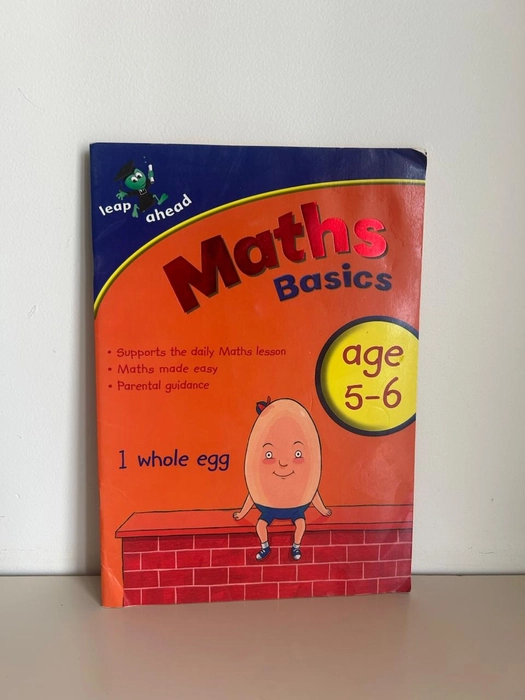 leap ahead
Maths
Basics
• Supports the daily Maths lesson
• Maths made easy
• Parental guidance
age
5-6
1 whole egg